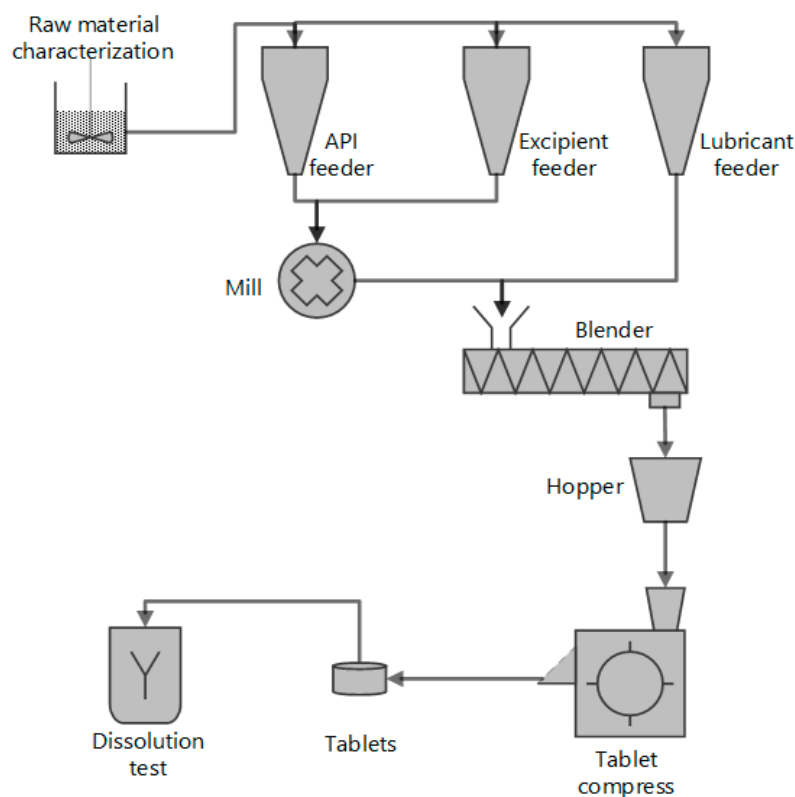 Raw material
characterization
API
feeder
Excipient
feeder
Lubricant
feeder
Mill
Blender
Hopper
Dissolution
test
Tablets
Tablet
compress